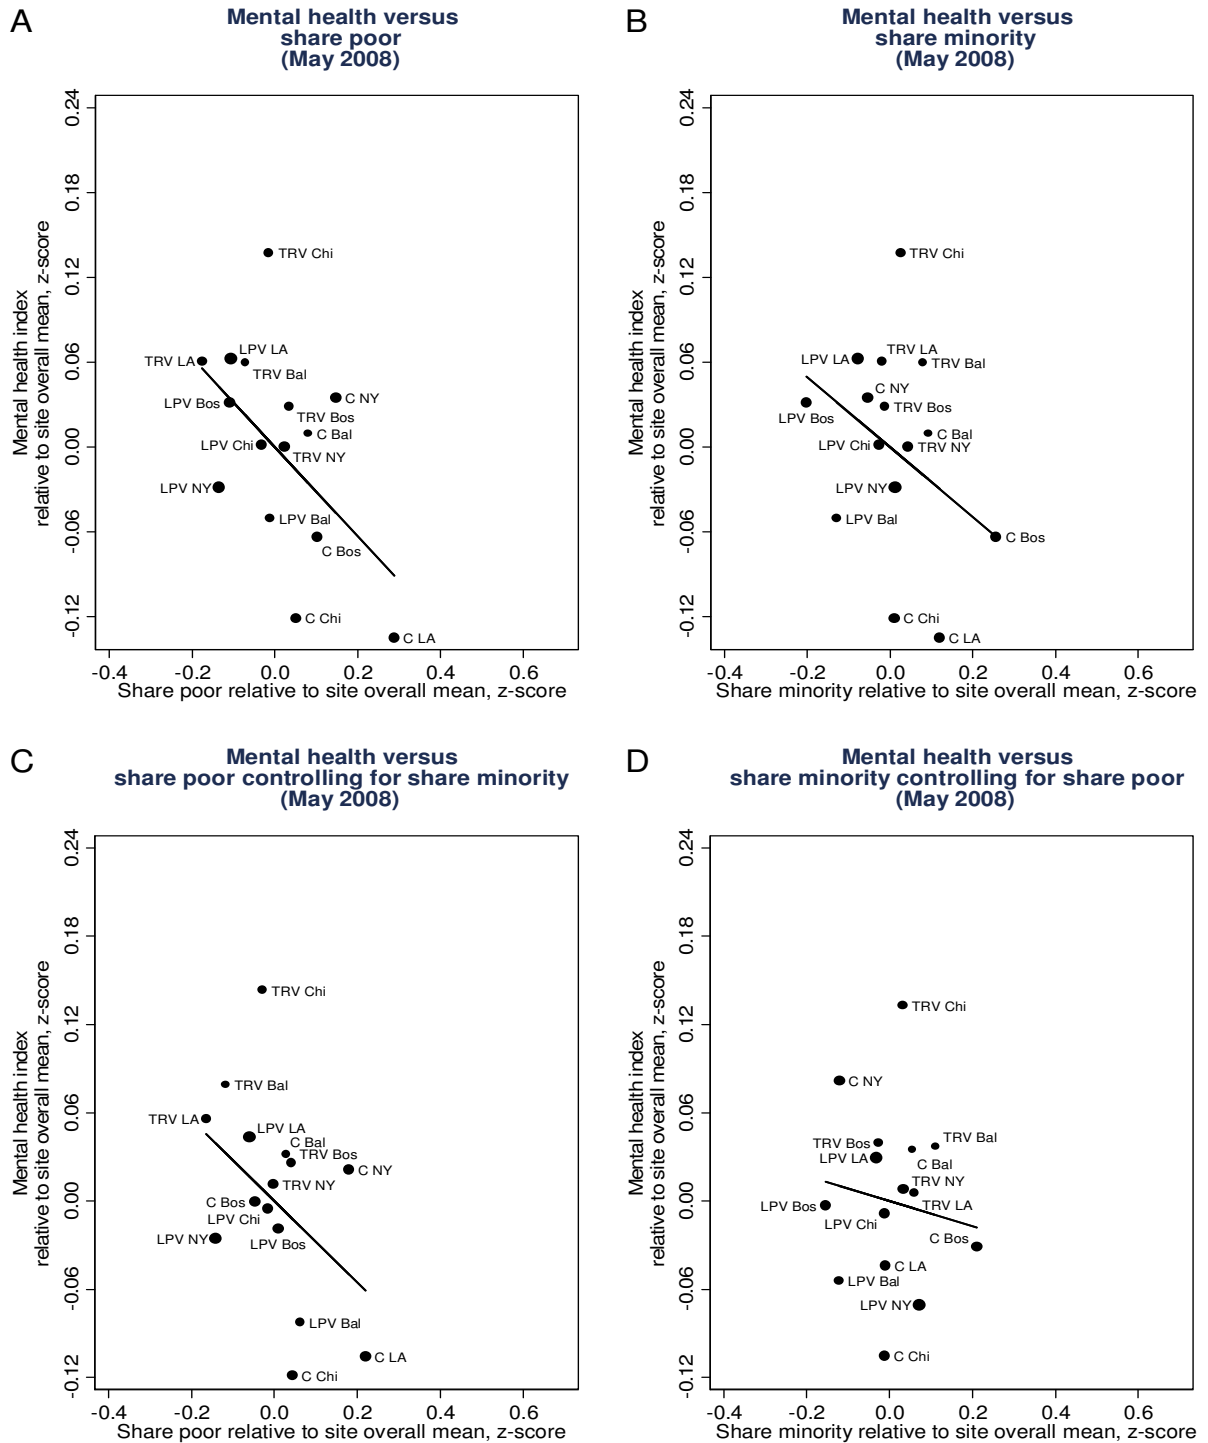 A
Mental health versus
share poor
(May 2008)
Mental health index
relative to site overall mean, z-score
0.24
0.18
0.12
0.06
0.00
-0.06
-0.12
TRV Chi
LPV LA
TRV LA
TRV Bal
C NY
LPV Bos
TRV Bos
C Bal
LPV Chi
TRV NY
LPV NY
LPV Bal
C Bos
C Chi
C LA
-0.4 -0.2 0.0 0.2 0.4 0.6
Share poor relative to site overall mean, z-score
B
Mental health versus
share minority
(May 2008)
Mental health index
relative to site overall mean, z-score
0.24
0.18
0.12
0.06
0.00
-0.06
-0.12
TRV Chi
TRV LA
LPV LA
TRV Bal
C NY
TRV Bos
LPV Bos
C Bal
LPV Chi
TRV NY
LPV NY
LPV Bal
C Bos
C Chi
C LA
-0.4 -0.2 0.0 0.2 0.4 0.6
Share minority relative to site overall mean, z-score
C
Mental health versus
share poor controlling for share minority
(May 2008)
Mental health index
relative to site overall mean, z-score
0.24
0.18
0.12
0.06
0.00
-0.06
-0.12
TRV Chi
TRV Bal
TRV LA
LPV LA
C Bal
TRV Bos
C NY
TRV NY
C Bos
LPV Chi
LPV NY
LPV Bos
LPV Bal
C LA
C Chi
-0.4 -0.2 0.0 0.2 0.4 0.6
Share poor relative to site overall mean, z-score
D
Mental health versus
share minority controlling for share poor
(May 2008)
Mental health index
relative to site overall mean, z-score
0.24
0.18
0.12
0.06
0.00
-0.06
-0.12
TRV Chi
C NY
TRV Bos
TRV Bal
LPV LA
C Bal
TRV NY
TRV LA
LPV Bos
LPV Chi
C Bos
C LA
LPV Bal
LPV NY
C Chi
-0.4 -0.2 0.0 0.2 0.4 0.6
Share minority relative to site overall mean, z-score